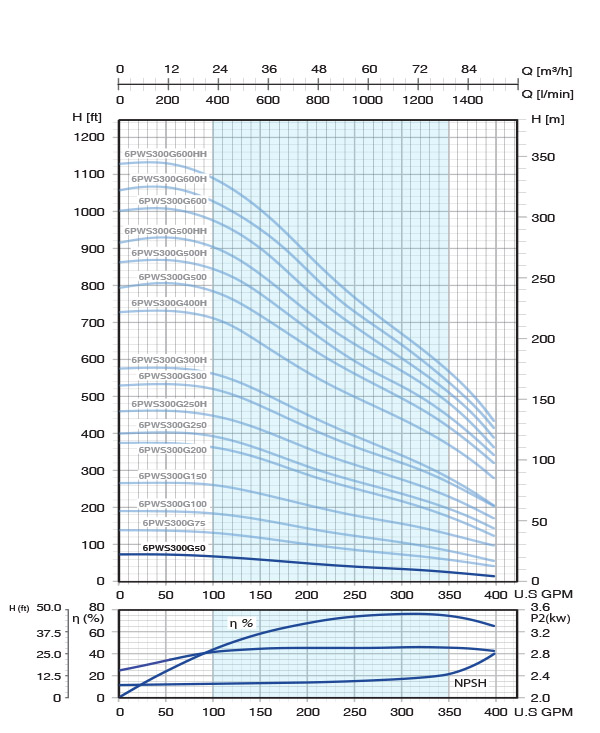 0 12 24 36 48 60 72 84 Q [m³/h]
0 200 400 600 800 1000 1200 1400 Q [l/min]
H [ft] H [m]
1200
1100
1000
900
800
700
600
500
400
300
200
100
0
350
300
250
200
150
100
50
0
6PWS300G600HH
6PWS300G600H
6PWS300G600
6PWS300Gs00HH
6PWS300Gs00H
6PWS300Gs00
6PWS300G400H
6PWS300G300H
6PWS300G300
6PWS300G2s0H
6PWS300G2s0
6PWS300G200
6PWS300G1s0
6PWS300G100
6PWS300G7s
6PWS300Gs0
0 50 100 150 200 250 300 350 400 U.S GPM
H (ft) 50.0 80 3.6
η (%) P2(kw)
37.5 60 3.2
25.0 40 2.8
12.5 20 2.4
0 0 2.0
η %
NPSH
0 50 100 150 200 250 300 350 400 U.S GPM